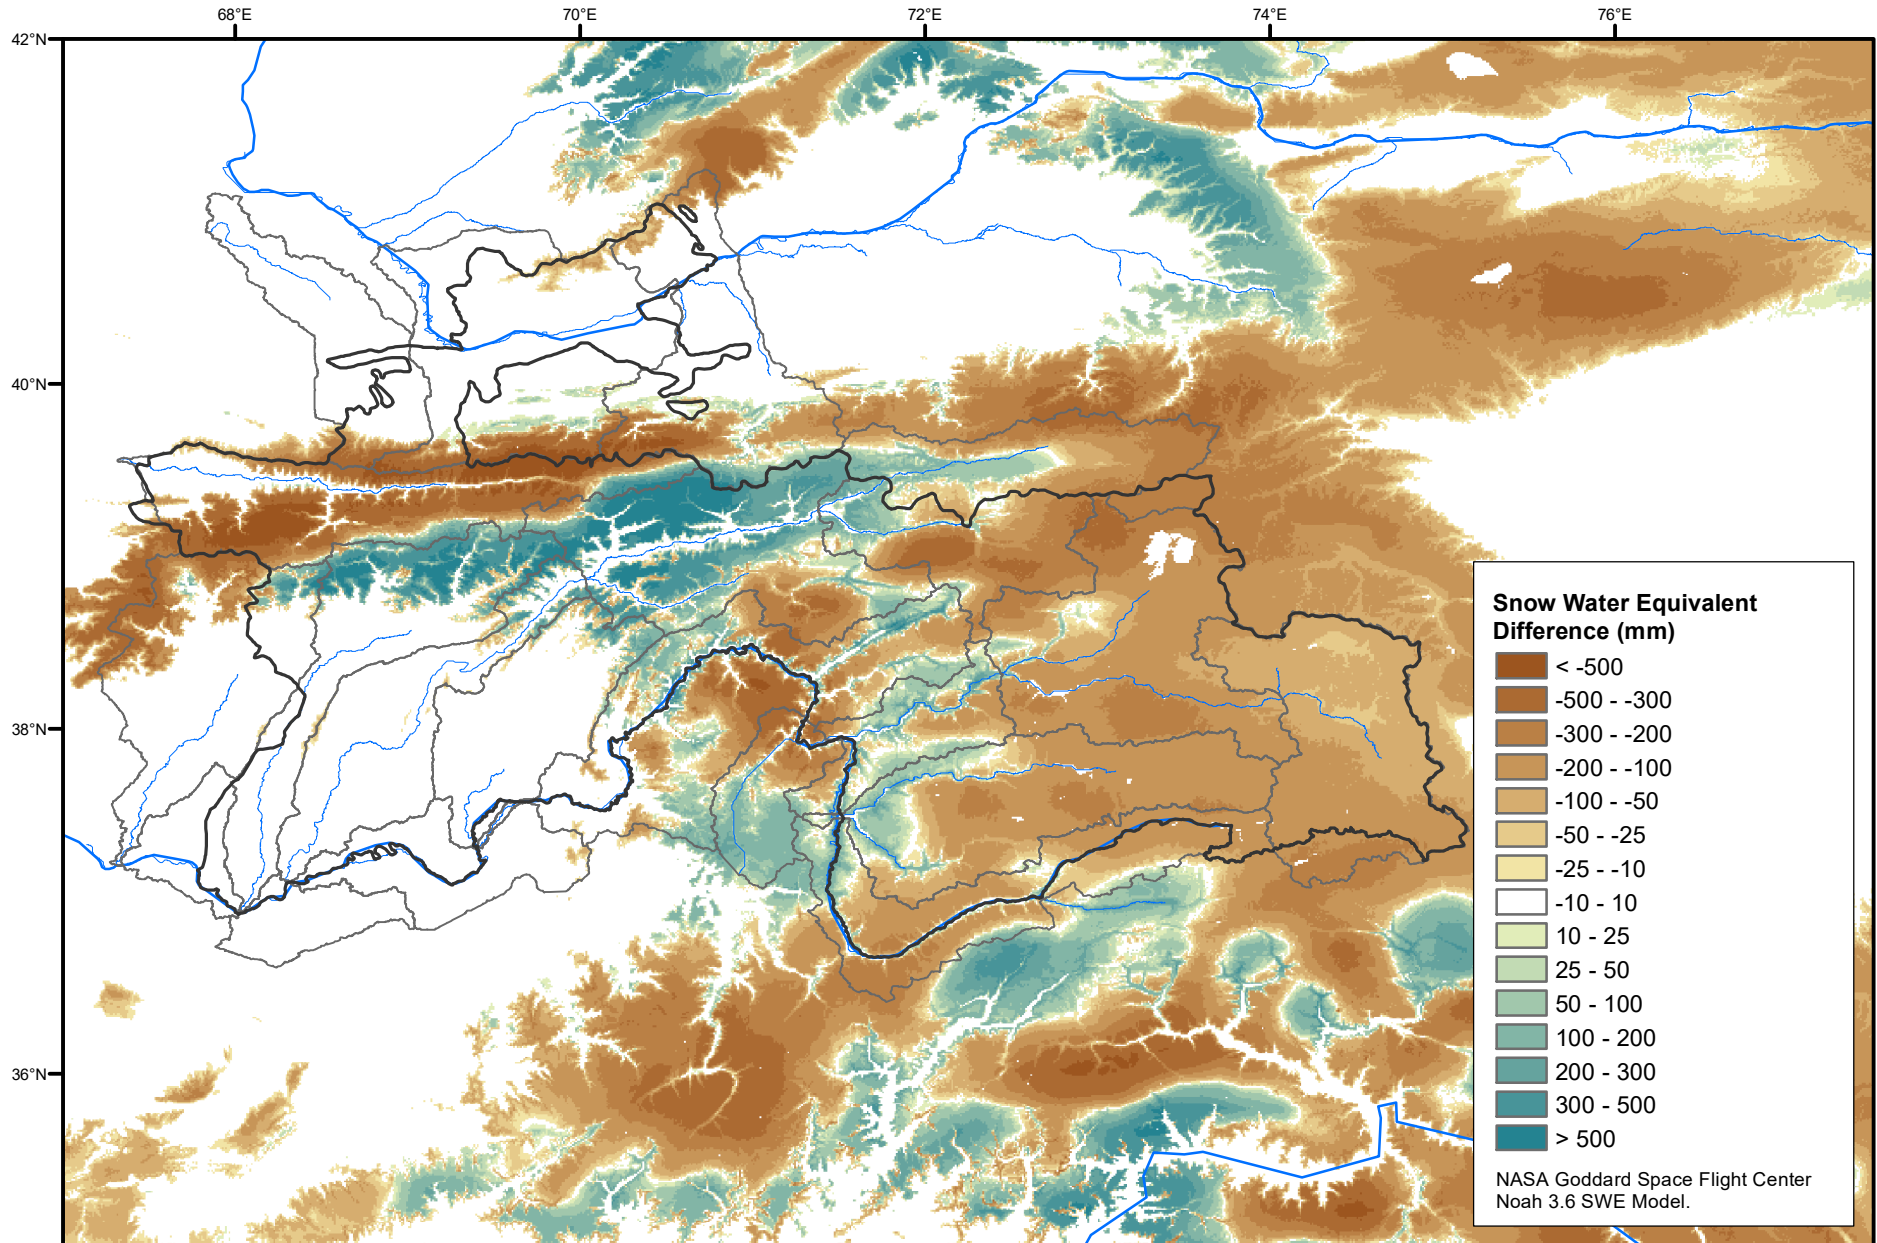 68°E 70°E 72°E 74°E 76°E
42°N
40°N
38°N
36°N
Snow Water Equivalent
Difference (mm)
< -500
-500 - -300
-300 - -200
-200 - -100
-100 - -50
-50 - -25
-25 - -10
-10 - 10
10 - 25
25 - 50
50 - 100
100 - 200
200 - 300
300 - 500
> 500
NASA Goddard Space Flight Center
Noah 3.6 SWE Model.